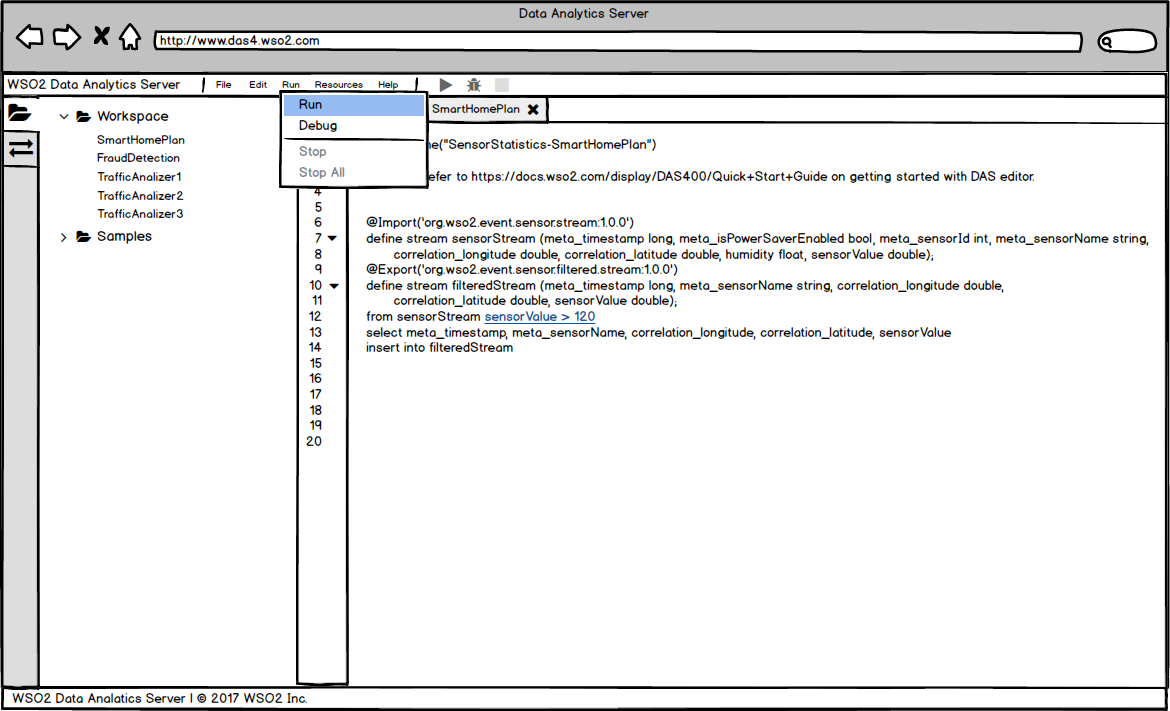 Data Analytics Server
http://www.das4.wso2.com
WSO2 Data Analytics Server
File Edit Run Resources Help
Run
Debug
Stop
Stop All
Workspace
SmartHomePlan
FraudDetection
TrafficAnalizer1
TrafficAnalizer2
TrafficAnalizer3
Samples
SmartHomePlan
("SensorStatistics-SmartHomePlan")
to https://docs.wso2.com/display/DAS400/Quick+Start+Guide on getting started with DAS editor.
4
5
6 @Import('org.wso2.event.sensor.stream:1.0.0')
7 define stream sensorStream (meta_timestamp long, meta_isPowerSaverEnabled bool, meta_sensorId int, meta_sensorName string,
8 correlation_longitude double, correlation_latitude double, humidity float, sensorValue double);
9 @Export('org.wso2.event.sensor.filtered.stream:1.0.0')
10 define stream filteredStream (meta_timestamp long, meta_sensorName string, correlation_longitude double,
11 correlation_latitude double, sensorValue double);
12 from sensorStream sensorValue > 120
13 select meta_timestamp, meta_sensorName, correlation_longitude, correlation_latitude, sensorValue
14 insert into filteredStream
15
16
17
18
19
20
WSO2 Data Analatics Server | © 2017 WSO2 Inc.